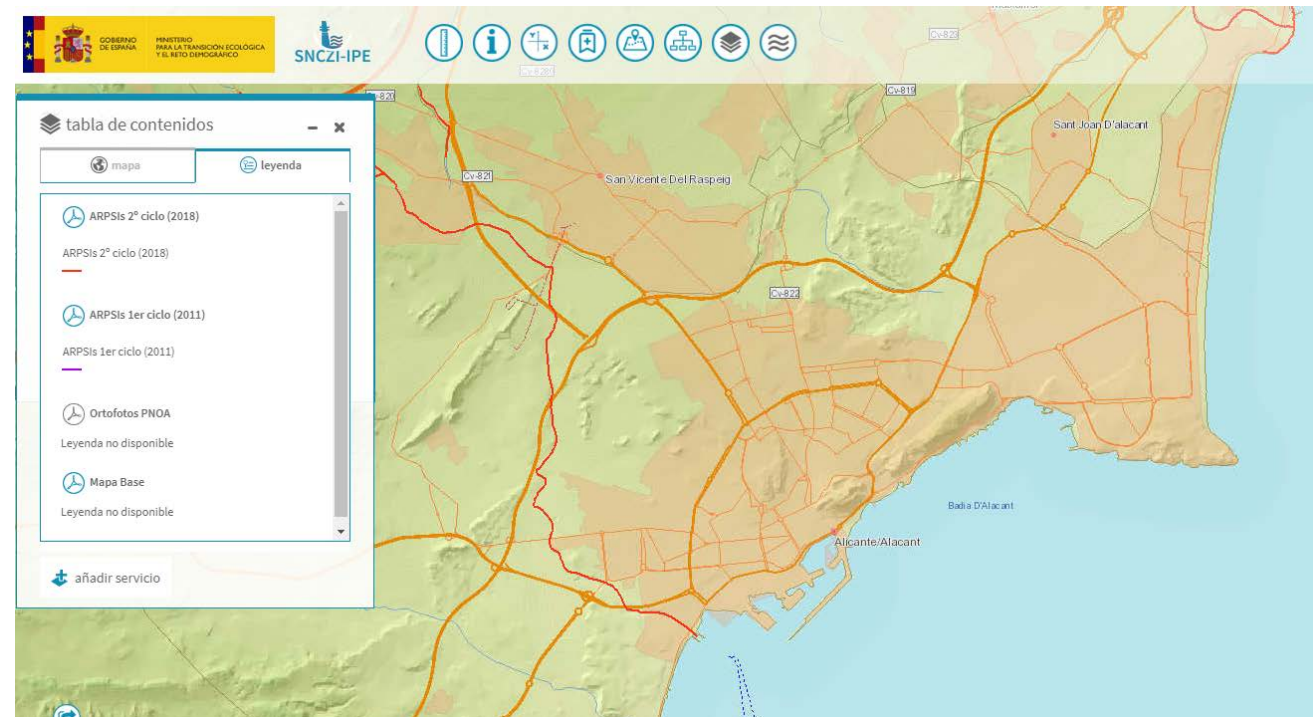 GOBIERNO
DE ESPAÑA
MINISTERIO
PARA LA TRANSICIÓN ECOLÓGICA
Y EL RETO DEMOGRÁFICO
SNCZI-IPE
Cv-823
Cv-820
Cv-819
tabla de contenidos
mapa
leyenda
Sant Joan D'alacant
Cv-821
San Vicente Del Raspeig
ARPSIs 2º ciclo (2018)
ARPSIs 2º ciclo (2018)
Cv-822
ARPSIs 1er ciclo (2011)
ARPSIs 1er ciclo (2011)
Ortofotos PNOA
Leyenda no disponible
Mapa Base
Leyenda no disponible
Badia D'Alacant
Alicante/Alacant
añadir servicio